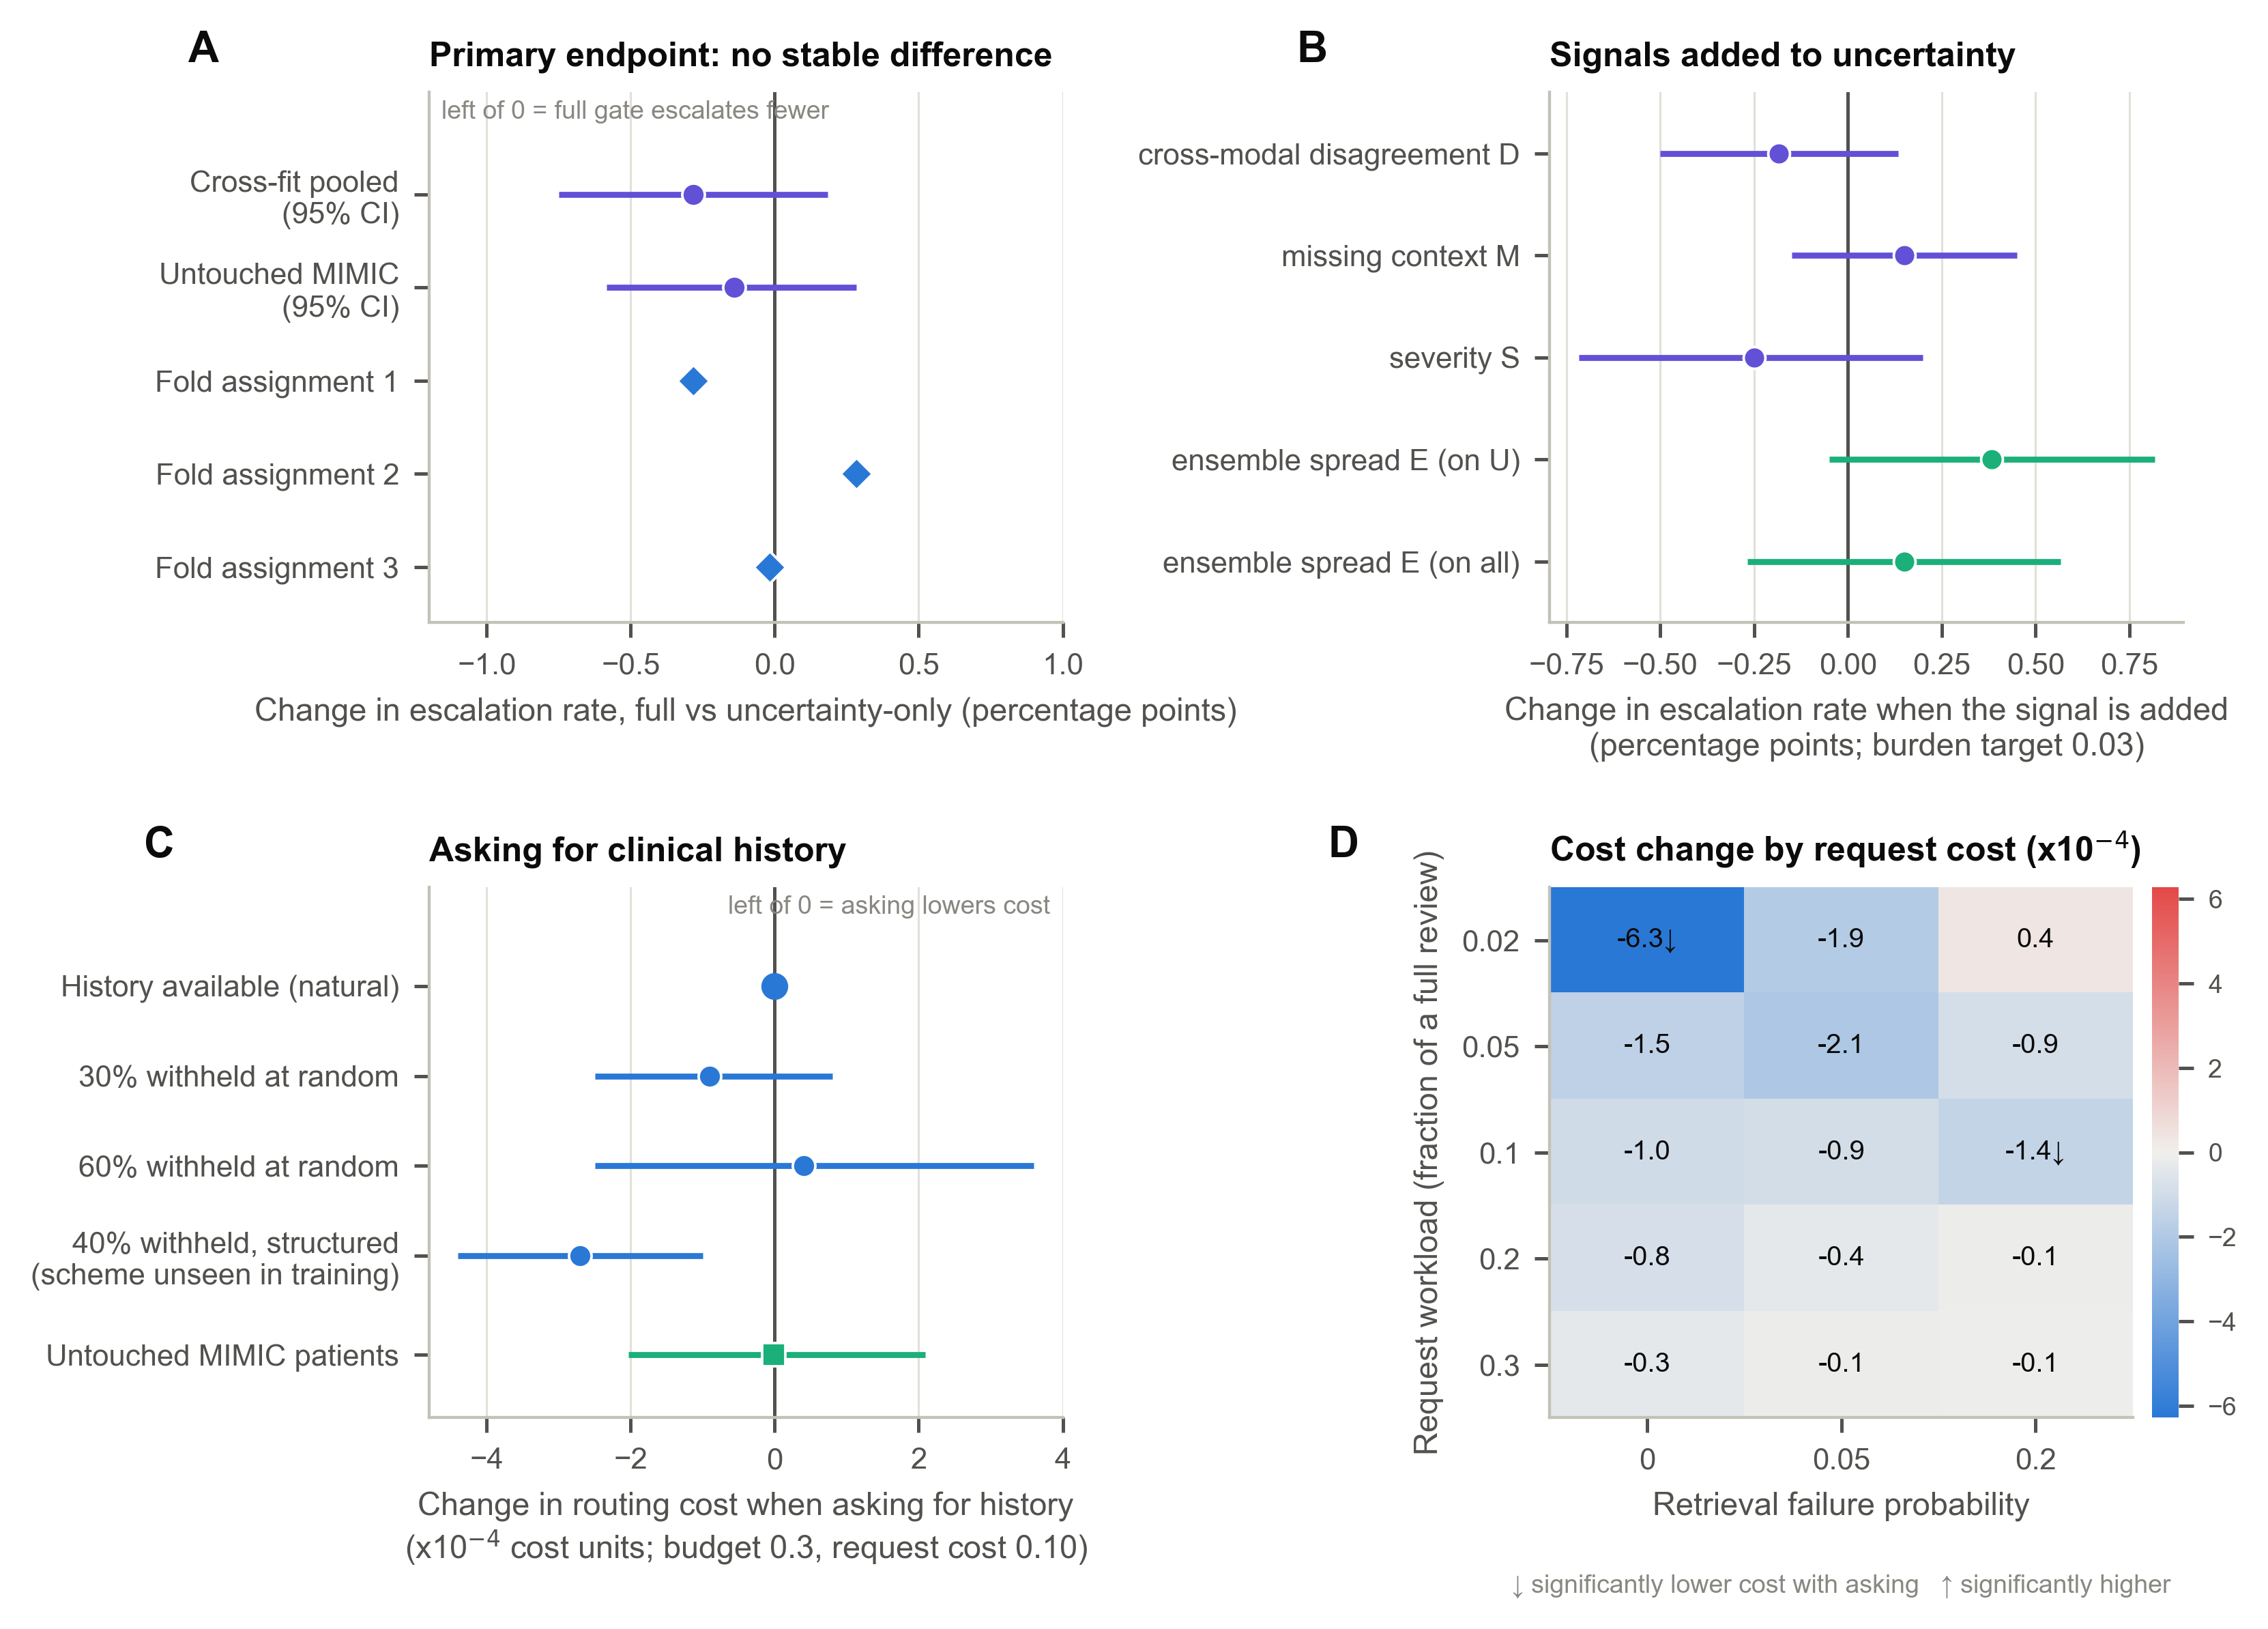 A
Primary endpoint: no stable difference
left of 0 = full gate escalates fewer
Cross-fit pooled
(95% CI)
Untouched MIMIC
(95% CI)
Fold assignment 1
Fold assignment 2
Fold assignment 3
−1.0 −0.5 0.0 0.5 1.0
Change in escalation rate, full vs uncertainty-only (percentage points)
B
Signals added to uncertainty
cross-modal disagreement D
missing context M
severity S
ensemble spread E (on U)
ensemble spread E (on all)
−0.75 −0.50 −0.25 0.00 0.25 0.50 0.75
Change in escalation rate when the signal is added
(percentage points; burden target 0.03)
C
Asking for clinical history
left of 0 = asking lowers cost
History available (natural)
30% withheld at random
60% withheld at random
40% withheld, structured
(scheme unseen in training)
Untouched MIMIC patients
−4 −2 0 2 4
Change in routing cost when asking for history
(x10⁻⁴ cost units; budget 0.3, request cost 0.10)
D
Cost change by request cost (x10⁻⁴)
Request workload (fraction of a full review)
0.02 -6.3↓ -1.9 0.4
0.05 -1.5 -2.1 -0.9
0.1 -1.0 -0.9 -1.4↓
0.2 -0.8 -0.4 -0.1
0.3 -0.3 -0.1 -0.1
0 0.05 0.2
Retrieval failure probability
6
4
2
0
−2
−4
−6
↓ significantly lower cost with asking ↑ significantly higher